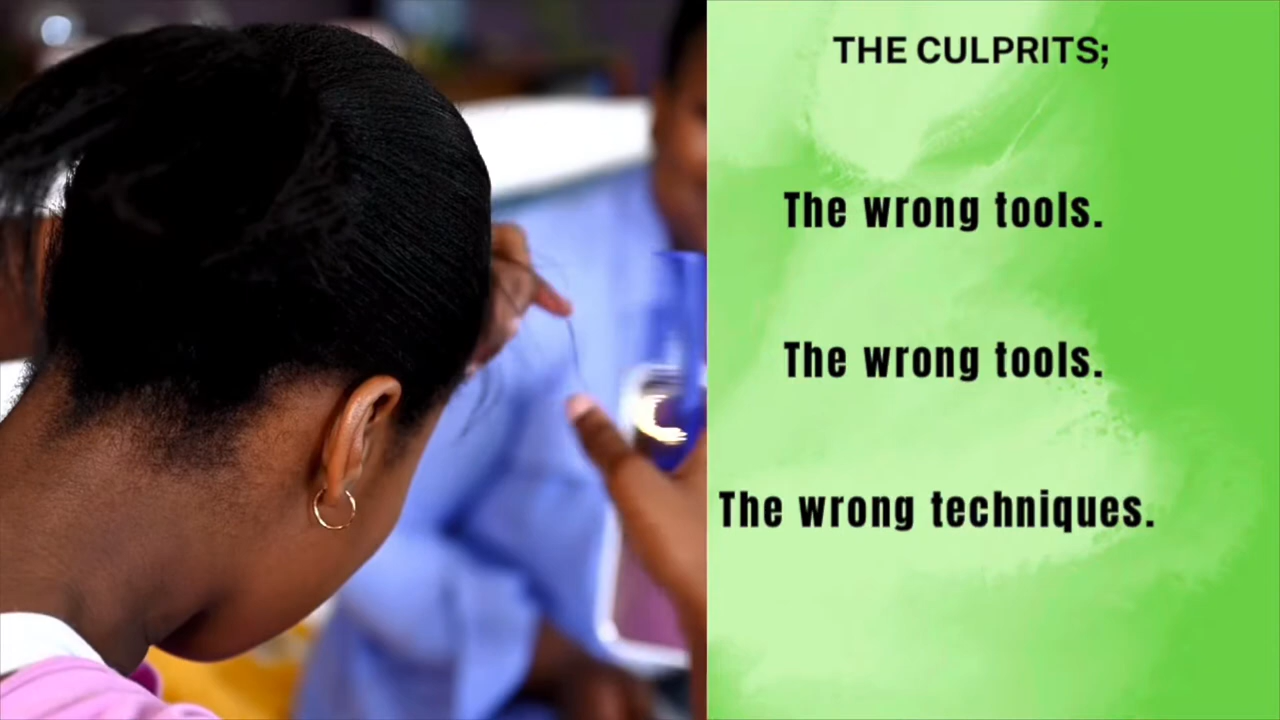 THE CULPRITS;
The wrong tools.
The wrong tools.
The wrong techniques.